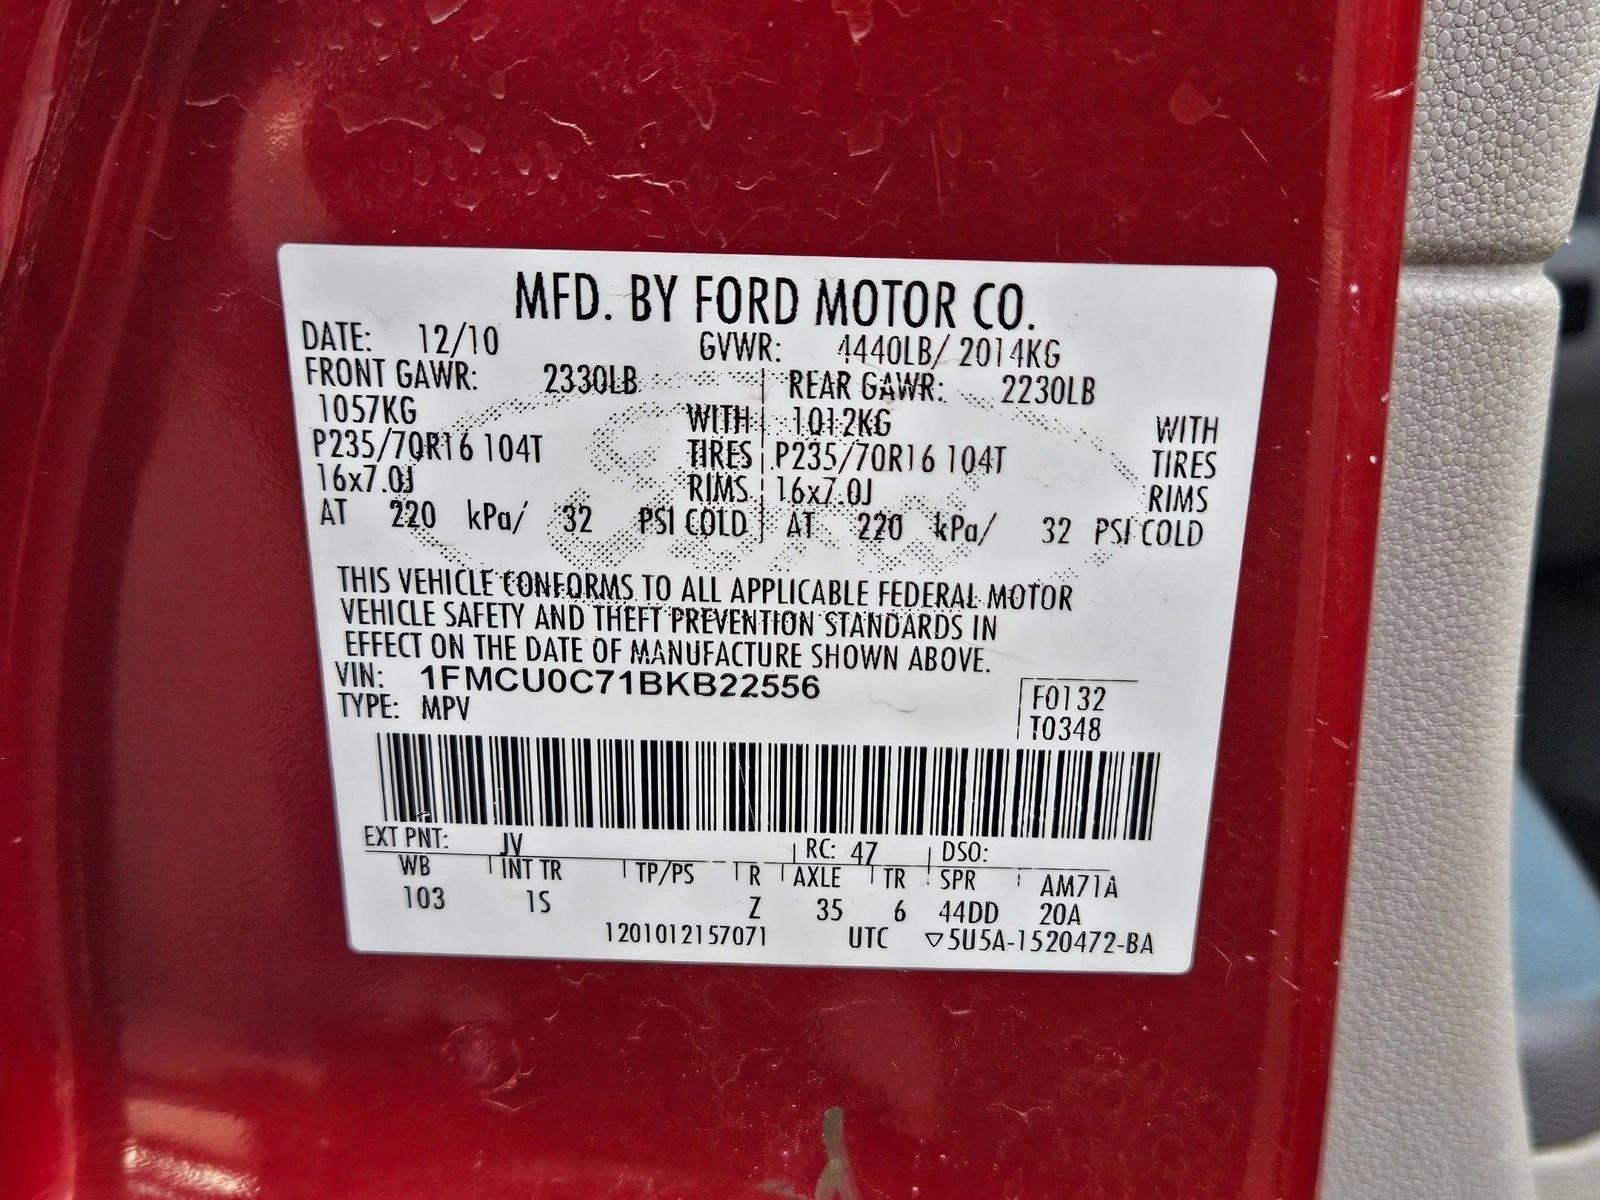 MFD. BY FORD MOTOR CO.
DATE: 12/10 GVWR: 4440LB/ 2014KG
FRONT GAWR: 2330LB REAR GAWR: 2230LB
1057KG WITH 1012KG WITH
P235/70R16 104T TIRES P235/70R16 104T TIRES
16x7.0J RIMS 16x7.0J RIMS
AT 220 kPa/ 32 PSI COLD AT 220 kPa/ 32 PSI COLD
THIS VEHICLE CONFORMS TO ALL APPLICABLE FEDERAL MOTOR
VEHICLE SAFETY AND THEFT PREVENTION STANDARDS IN
EFFECT ON THE DATE OF MANUFACTURE SHOWN ABOVE.
VIN: 1FMCU0C71BKB22556 F0132
TYPE: MPV T0348
EXT PNT: JV RC: 47 DSO:
WB INT TR TP/PS R AXLE TR SPR AM71A
103 1S Z 35 6 44DD 20A
1201012157071 UTC ▽5U5A-1520472-BA